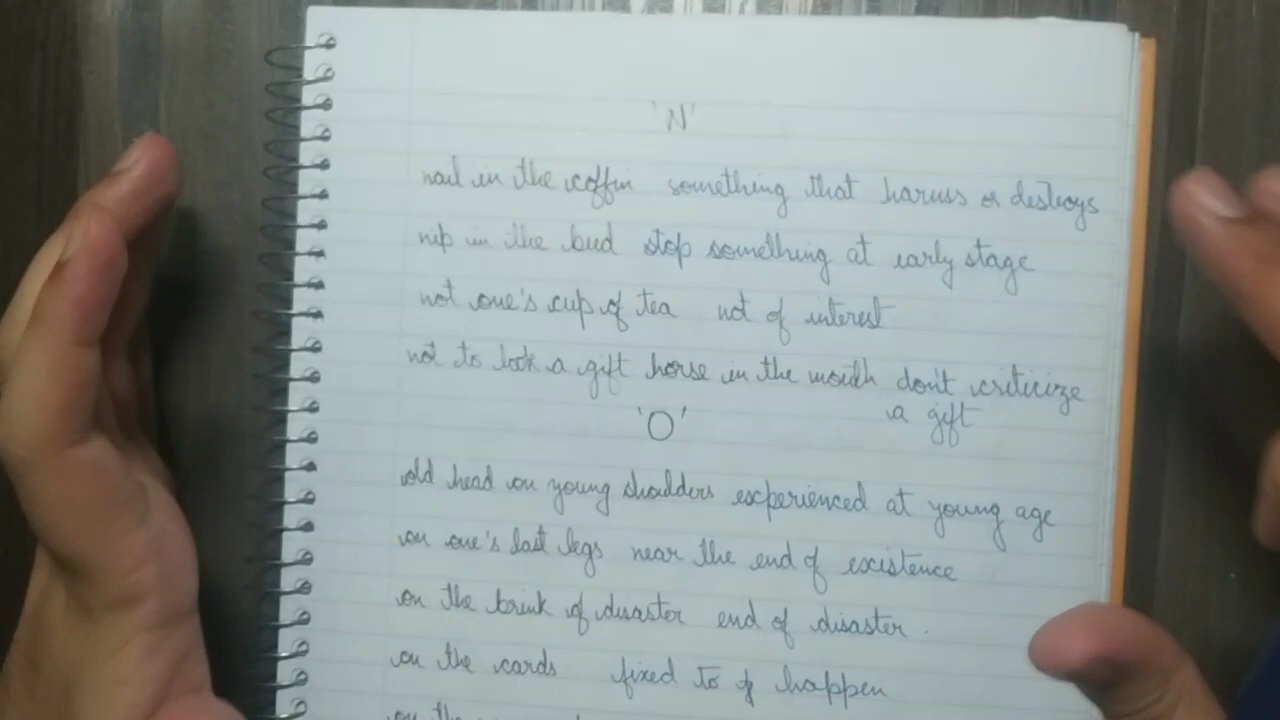 'N'
nail in the coffin something that harms or destroys
nip in the bud stop something at early stage
not one's cup of tea not of interest
not to look a gift horse in the mouth don't criticize
a gift
'O'
old head on young shoulders experienced at young age
on one's last legs near the end of existence
on the brink of disaster end of disaster.
on the cards fixed to happen
on the